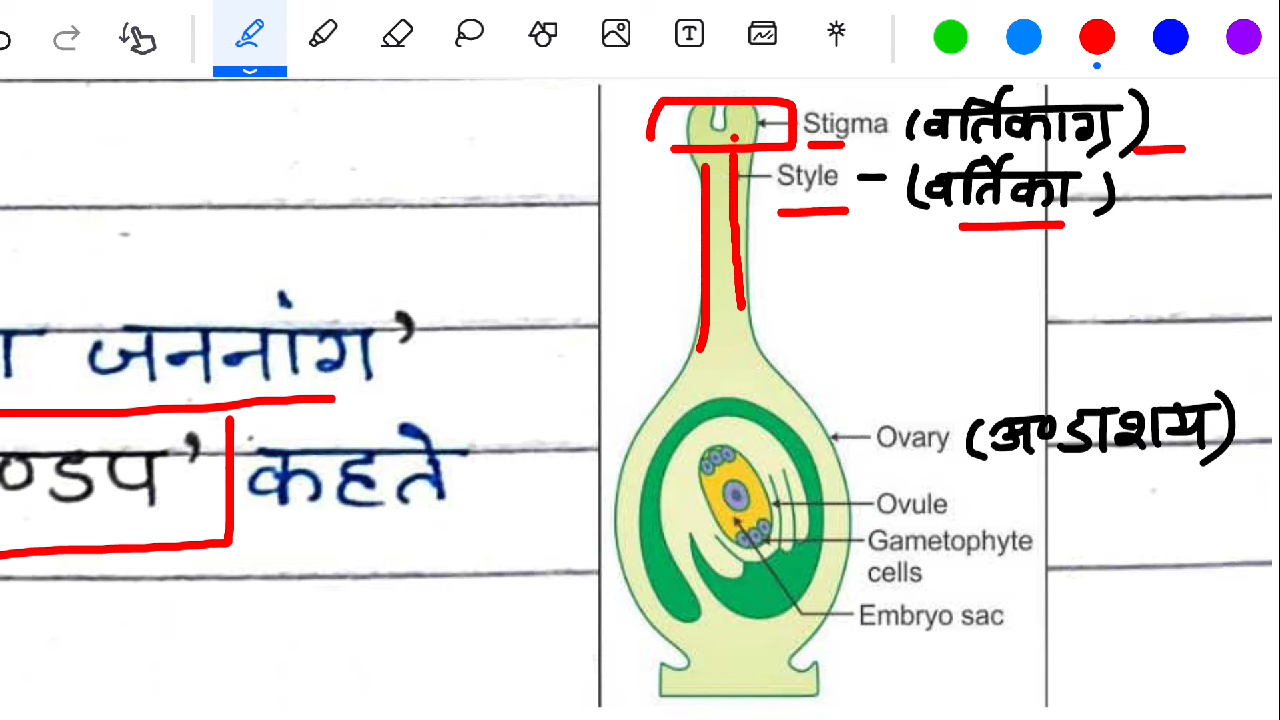 Stigma (वर्तिकाग्र)
Style - (वर्तिका)
जननांग’
ण्डप’ कहते
Ovary (अण्डाशय)
Ovule
Gametophyte
cells
Embryo sac